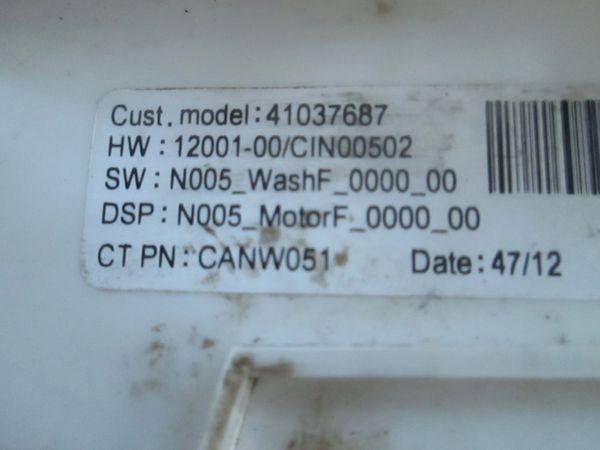 Cust. model:41037687
HW : 12001-00/CIN00502
SW : N005_WashF_0000_00
DSP: N005_MotorF_0000_00
CT PN : CANW051 Date: 47/12